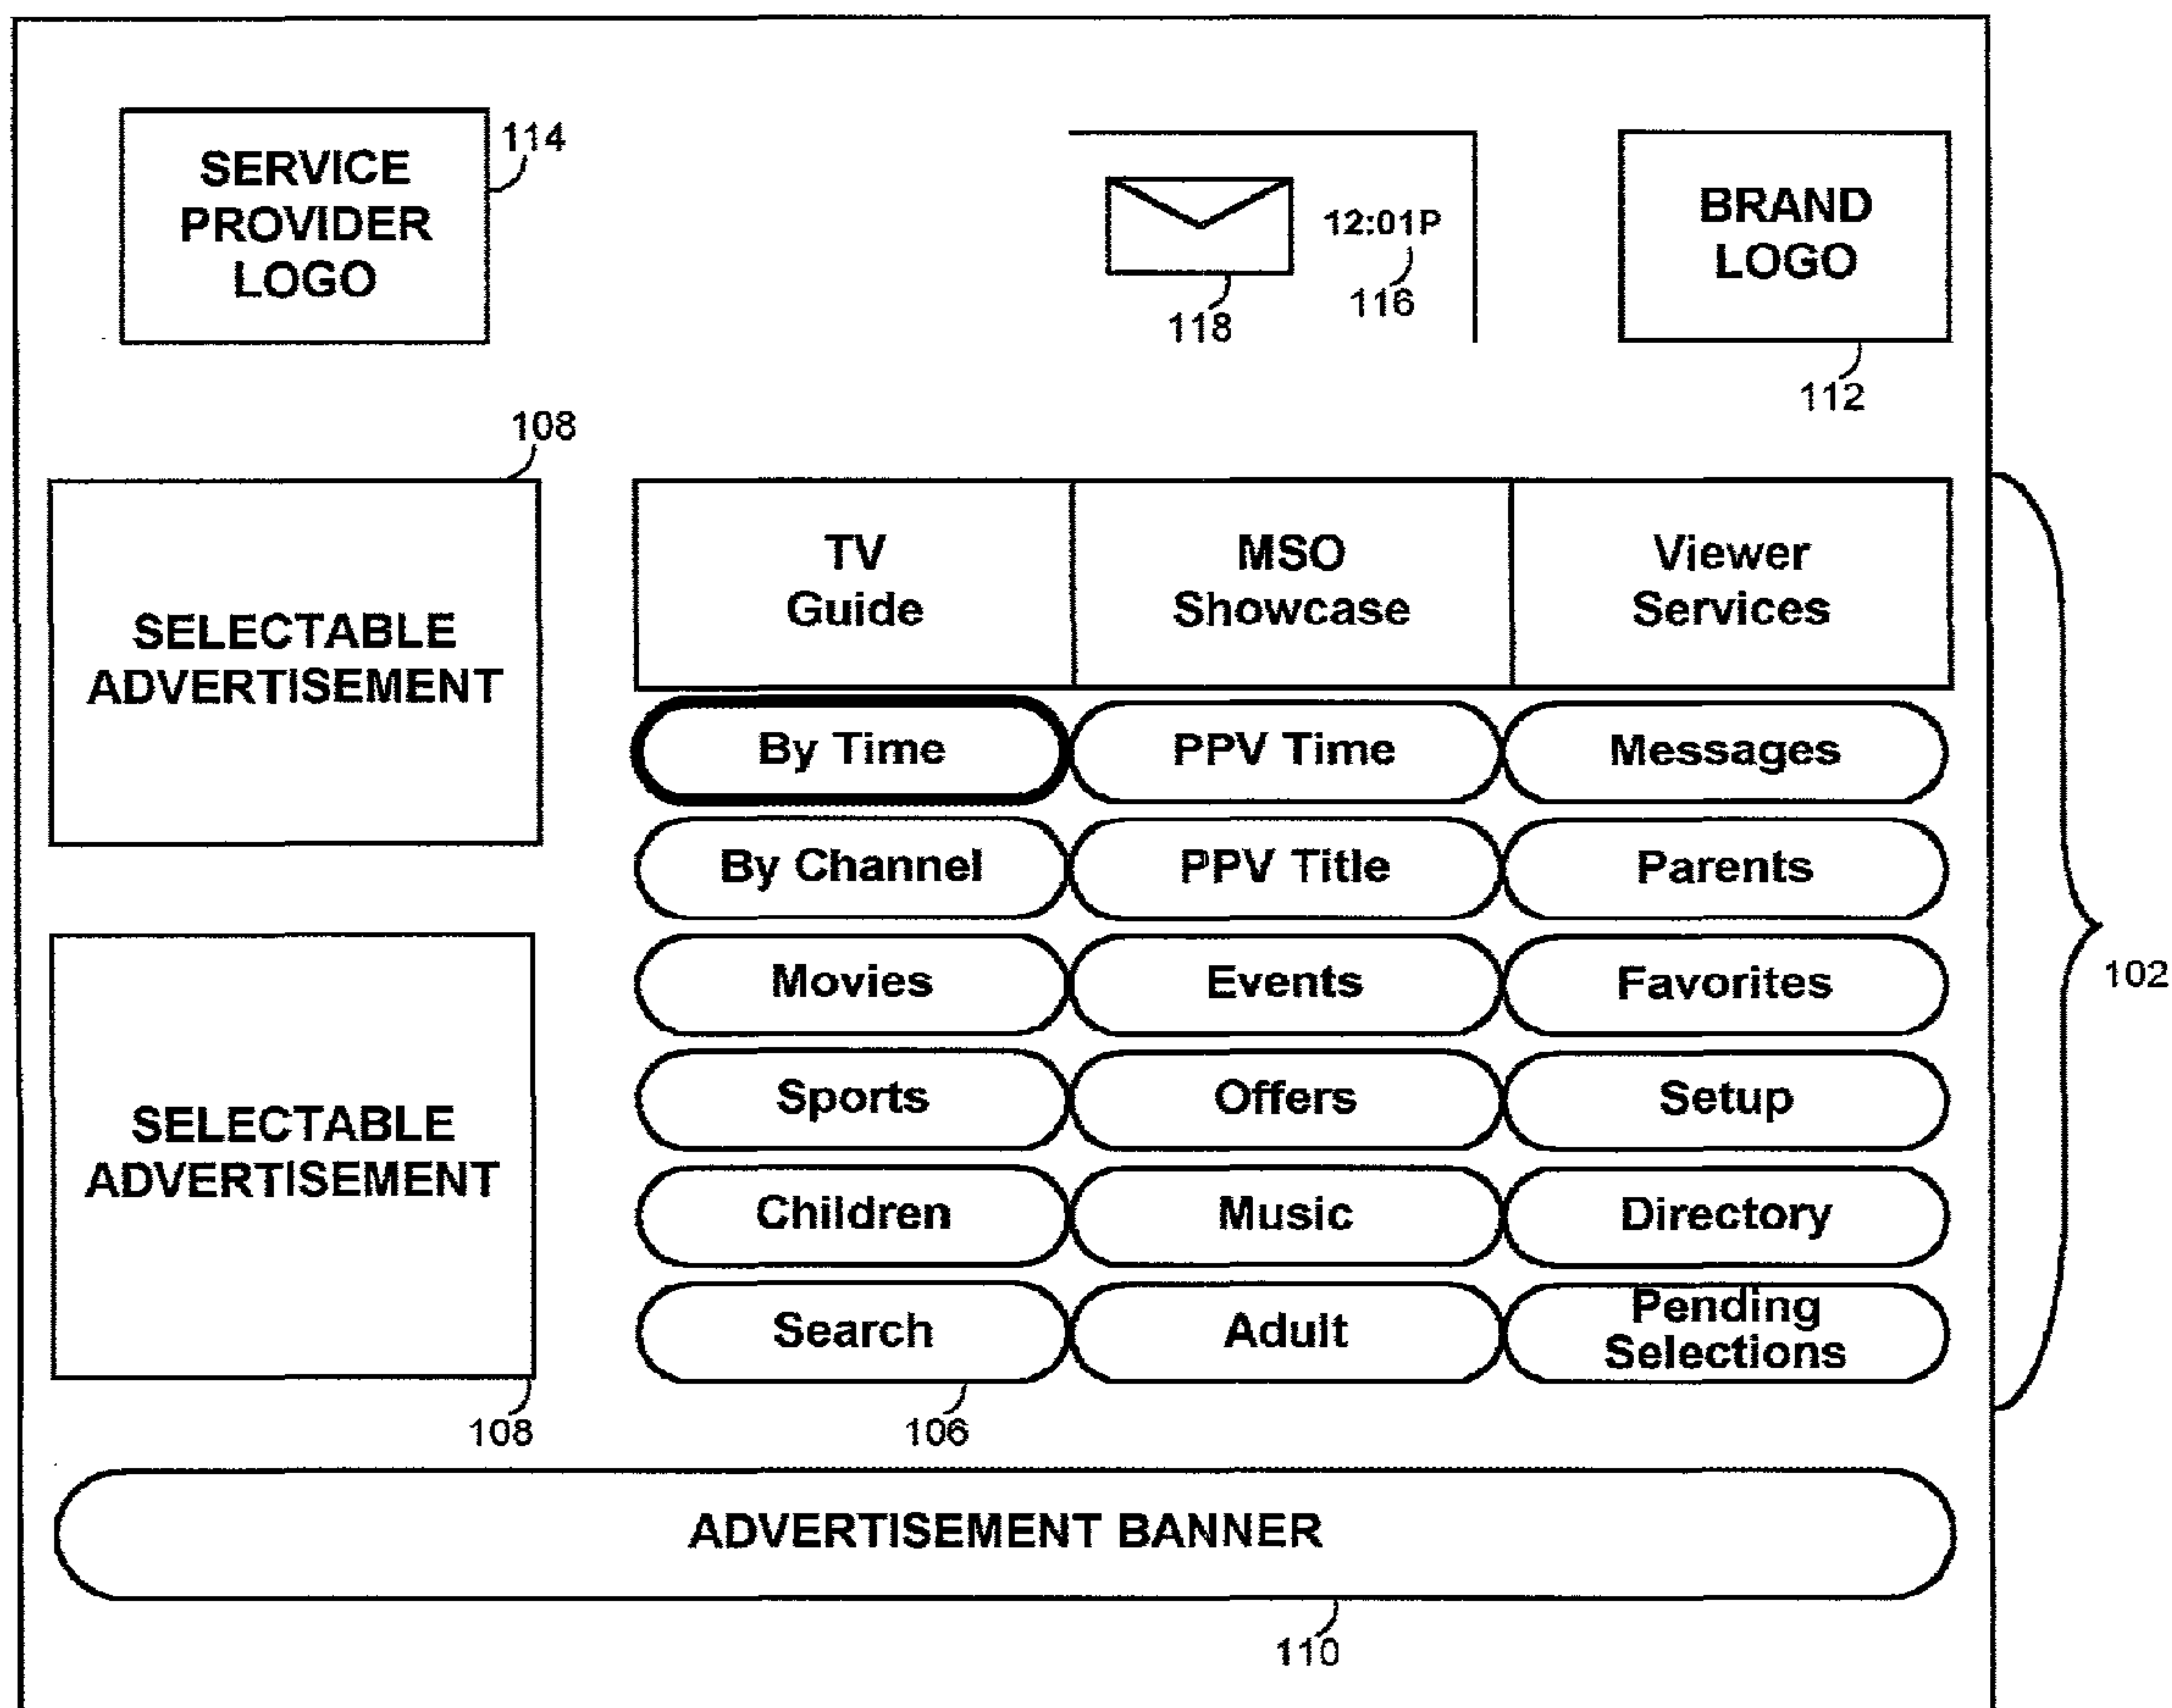 SERVICE
PROVIDER
LOGO
114
12:01P
116
118
BRAND
LOGO
112
108
SELECTABLE
ADVERTISEMENT
TV
Guide
MSO
Showcase
Viewer
Services
By Time
PPV Time
Messages
By Channel
PPV Title
Parents
Movies
Events
Favorites
102
Sports
Offers
Setup
SELECTABLE
ADVERTISEMENT
Children
Music
Directory
Search
Adult
Pending
Selections
108
106
ADVERTISEMENT BANNER
110